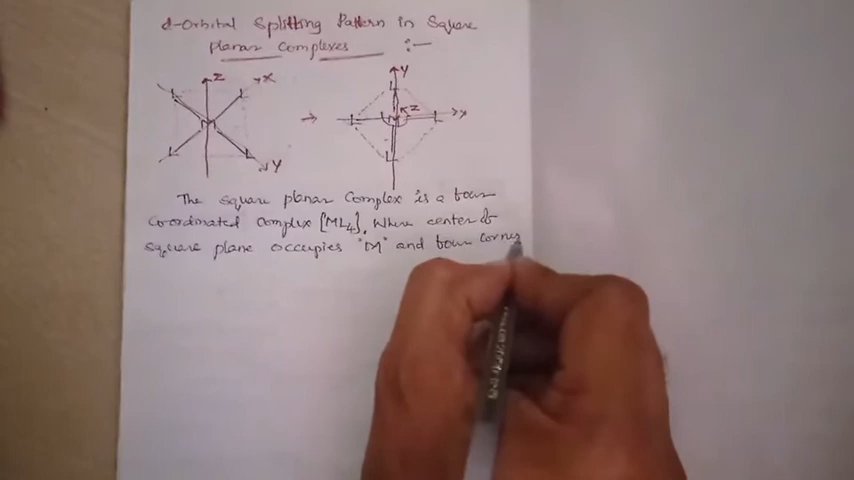 d-Orbital Splitting Pattern in Square
Planar Complexes :-
Z X Y
L L M L L
Y X Z
L L M L L
The square planar Complex is a four
Coordinated Complex [ML4], Where center of
square plane occupies "M" and four Corners